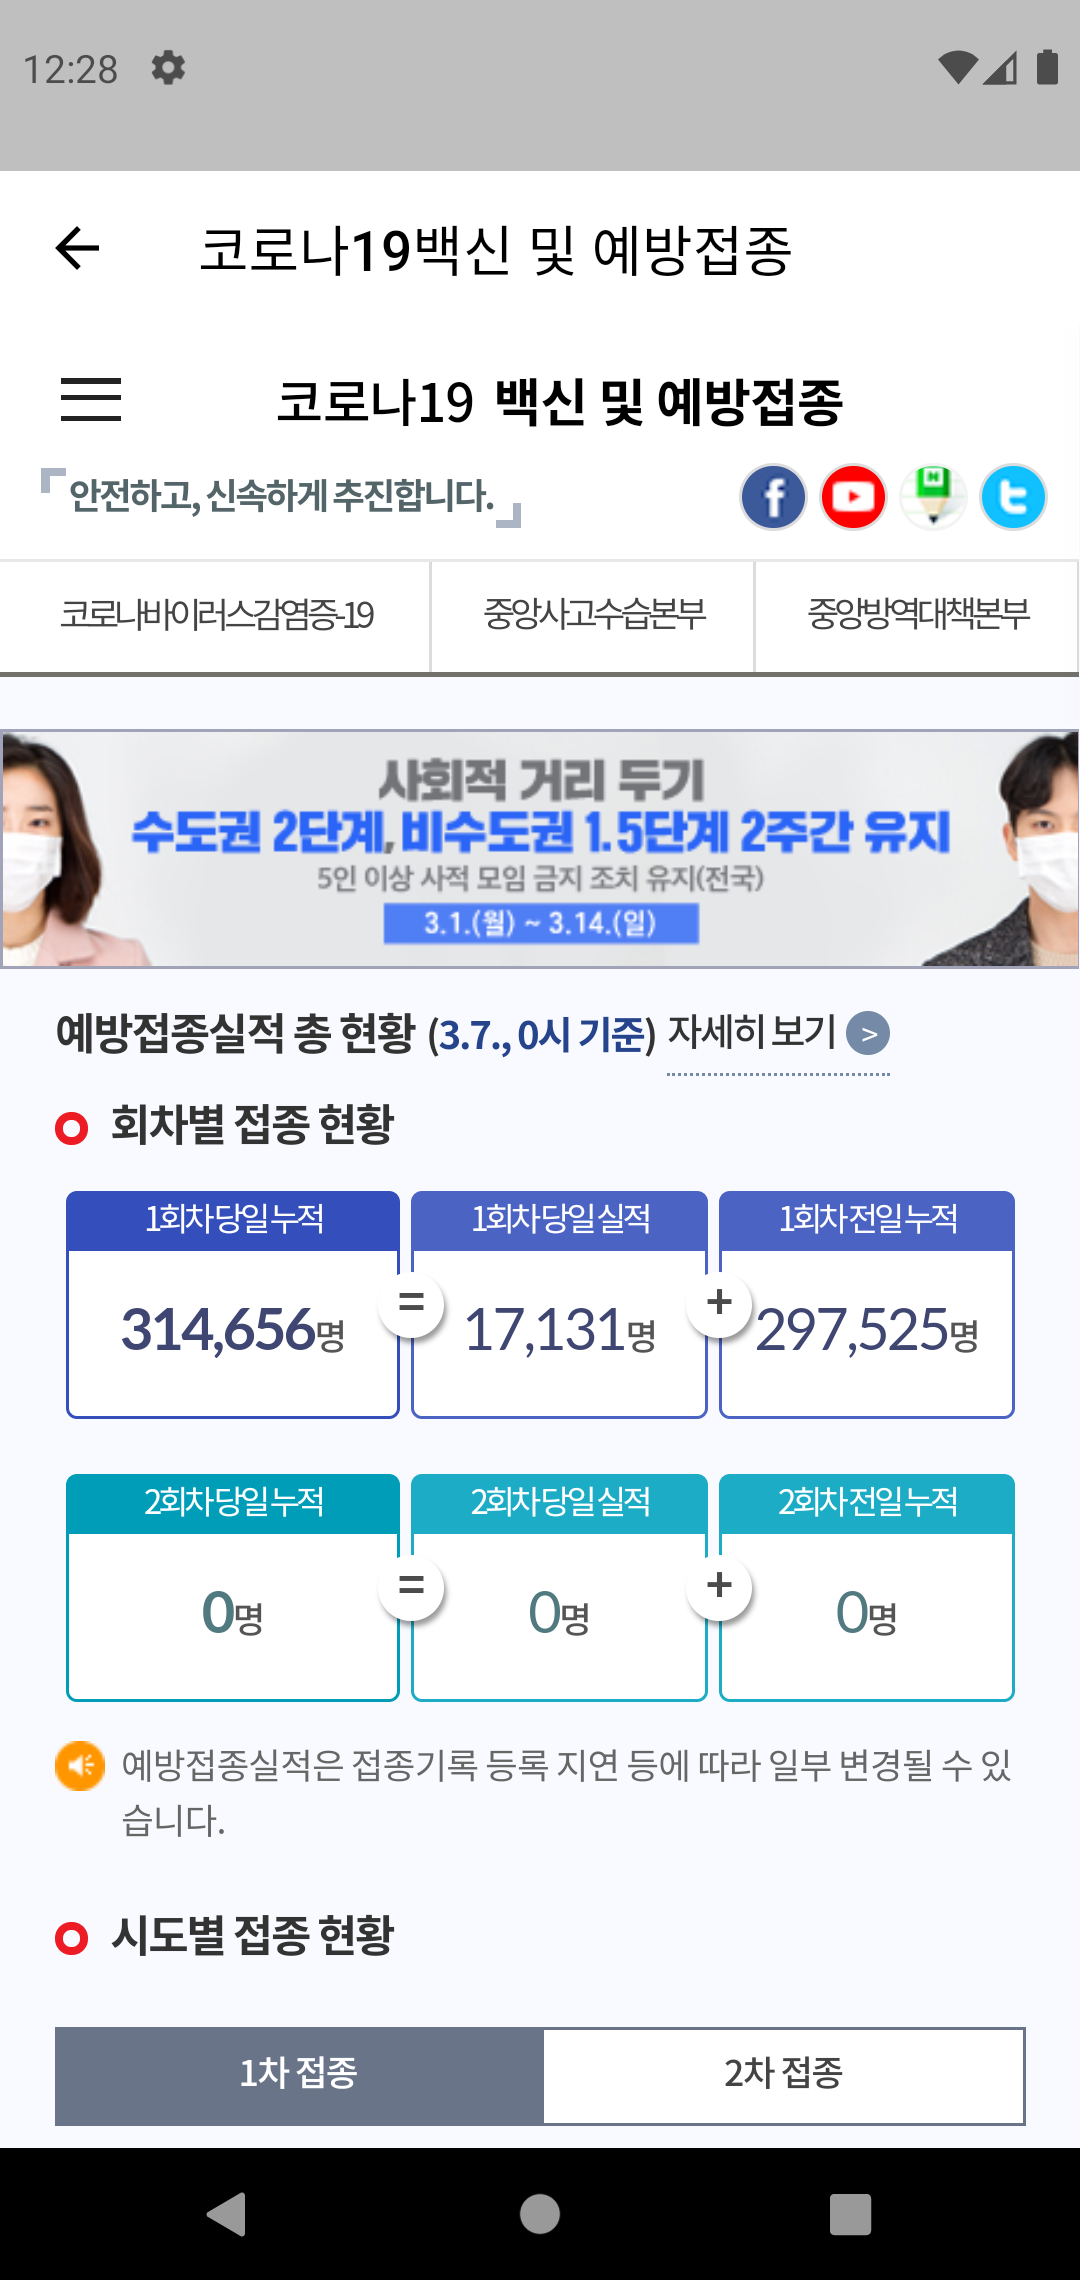 12:28
코로나19백신 및 예방접종
코로나19 백신 및 예방접종
안전하고, 신속하게 추진합니다.
코로나바이러스감염증-19
중앙사고수습본부
중앙방역대책본부
사회적 거리 두기
수도권 2단계, 비수도권 1.5단계 2주간 유지
5인 이상 사적 모임 금지 조치 유지(전국)
3.1.(월) ~ 3.14.(일)
예방접종실적 총 현황 (3.7., 0시 기준) 자세히 보기 >
회차별 접종 현황
1회차 당일 누적
1회차 당일 실적
1회차 전일 누적
314,656명 = 17,131명 + 297,525명
2회차 당일 누적
2회차 당일 실적
2회차 전일 누적
0명 = 0명 + 0명
예방접종실적은 접종기록 등록 지연 등에 따라 일부 변경될 수 있
습니다.
시도별 접종 현황
1차 접종
2차 접종